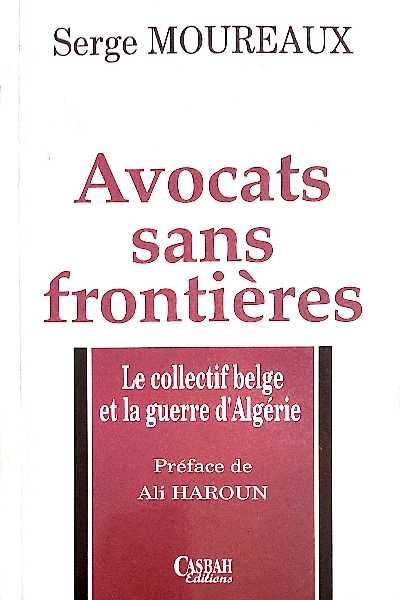 Serge MOUREAUX
Avocats
sans
frontières
Le collectif belge
et la guerre d'Algérie
Préface de
Ali HAROUN
CASBAH
Editions